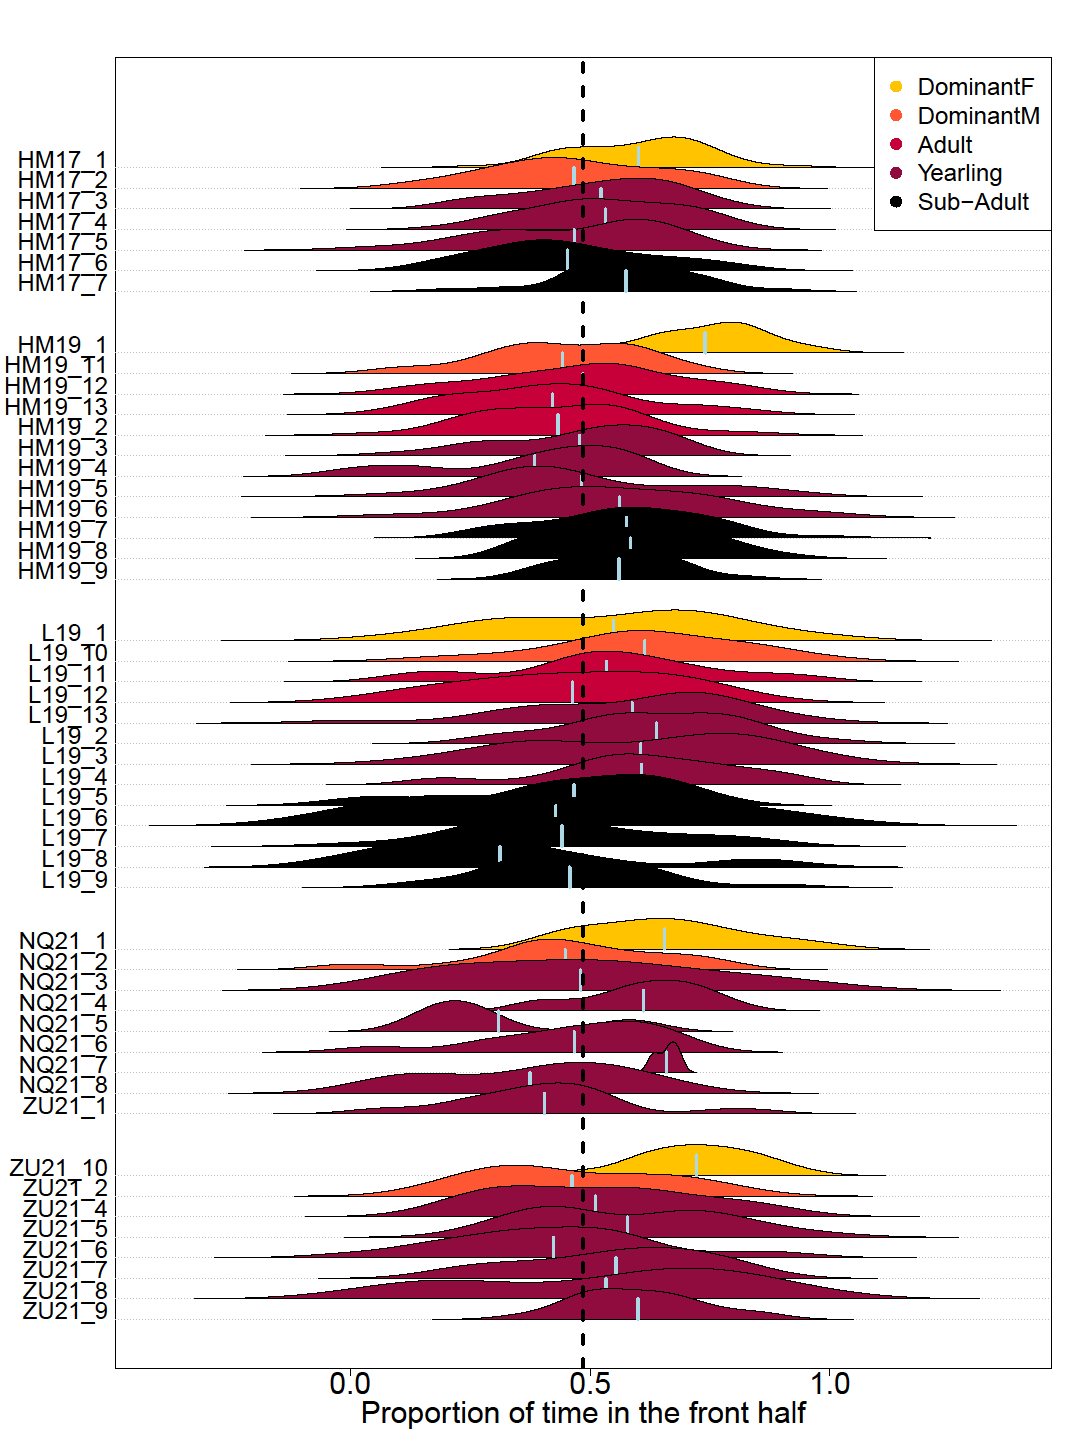 DominantF
DominantM
Adult
Yearling
Sub−Adult
HM17_1
HM17_2
HM17_3
HM17_4
HM17_5
HM17_6
HM17_7
HM19_1
HM19_11
HM19_12
HM19_13
HM19_2
HM19_3
HM19_4
HM19_5
HM19_6
HM19_7
HM19_8
HM19_9
L19_1
L19_10
L19_11
L19_12
L19_13
L19_2
L19_3
L19_4
L19_5
L19_6
L19_7
L19_8
L19_9
NQ21_1
NQ21_2
NQ21_3
NQ21_4
NQ21_5
NQ21_6
NQ21_7
NQ21_8
ZU21_1
ZU21_10
ZU21_2
ZU21_4
ZU21_5
ZU21_6
ZU21_7
ZU21_8
ZU21_9
0.0 0.5 1.0
Proportion of time in the front half